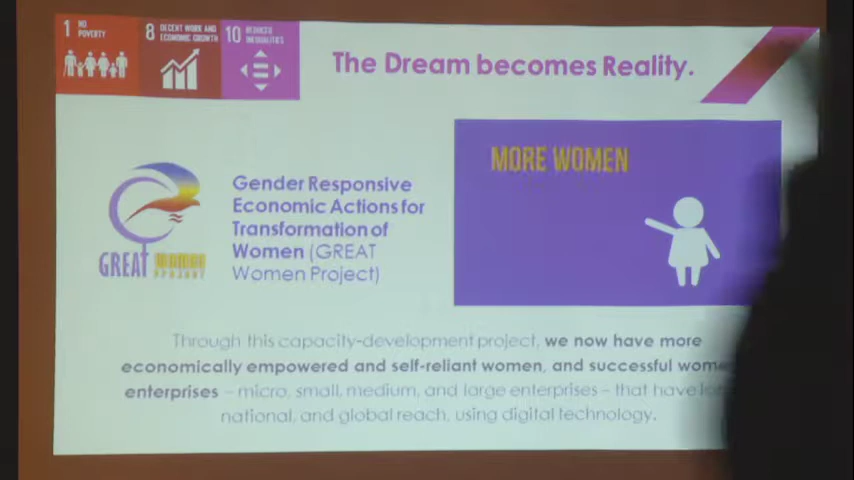 1 NO POVERTY
8 DECENT WORK AND ECONOMIC GROWTH
10 REDUCED INEQUALITIES
The Dream becomes Reality.
MORE WOMEN
Gender Responsive
Economic Actions for
Transformation of
Women (GREAT
Women Project)
GREAT WOMEN
PROJECT
Through this capacity-development project, we now have more
economically empowered and self-reliant women, and successful
enterprises – micro, small, medium, and large enterprises – that have
national, and global reach, using digital technology.